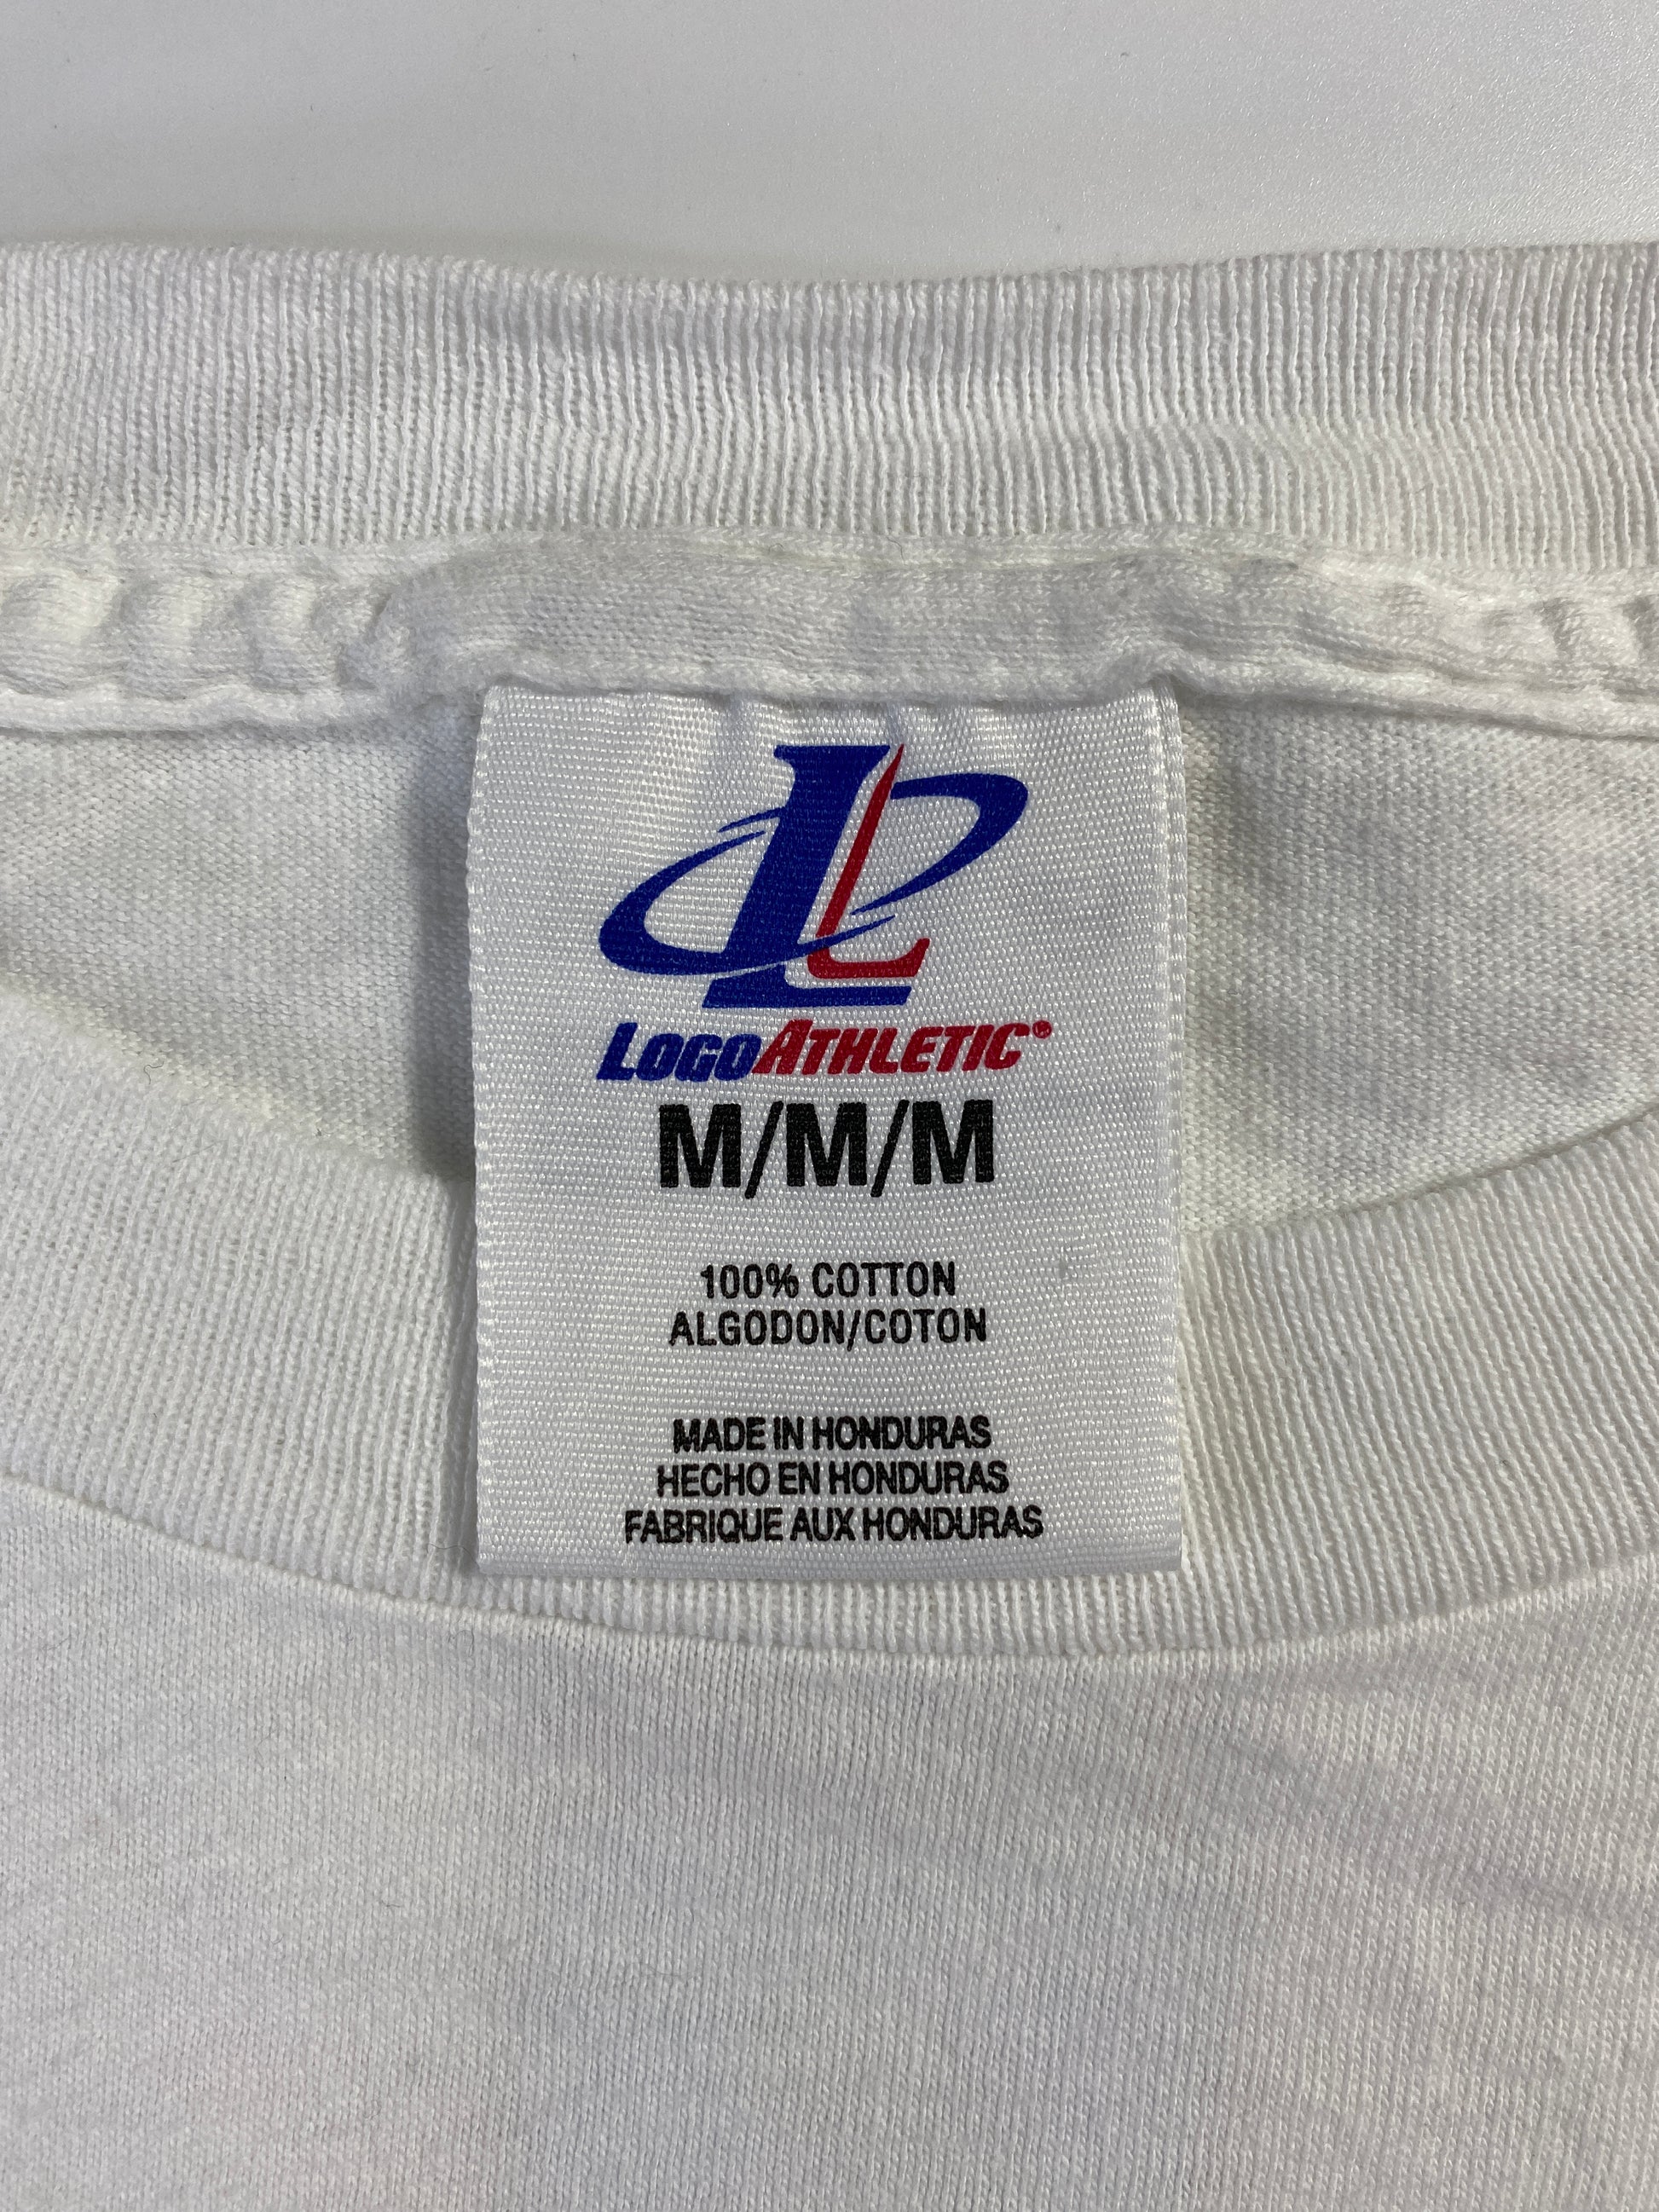 LOGOATHLETIC®
M/M/M
100% COTTON
ALGODON/COTON
MADE IN HONDURAS
HECHO EN HONDURAS
FABRIQUE AUX HONDURAS